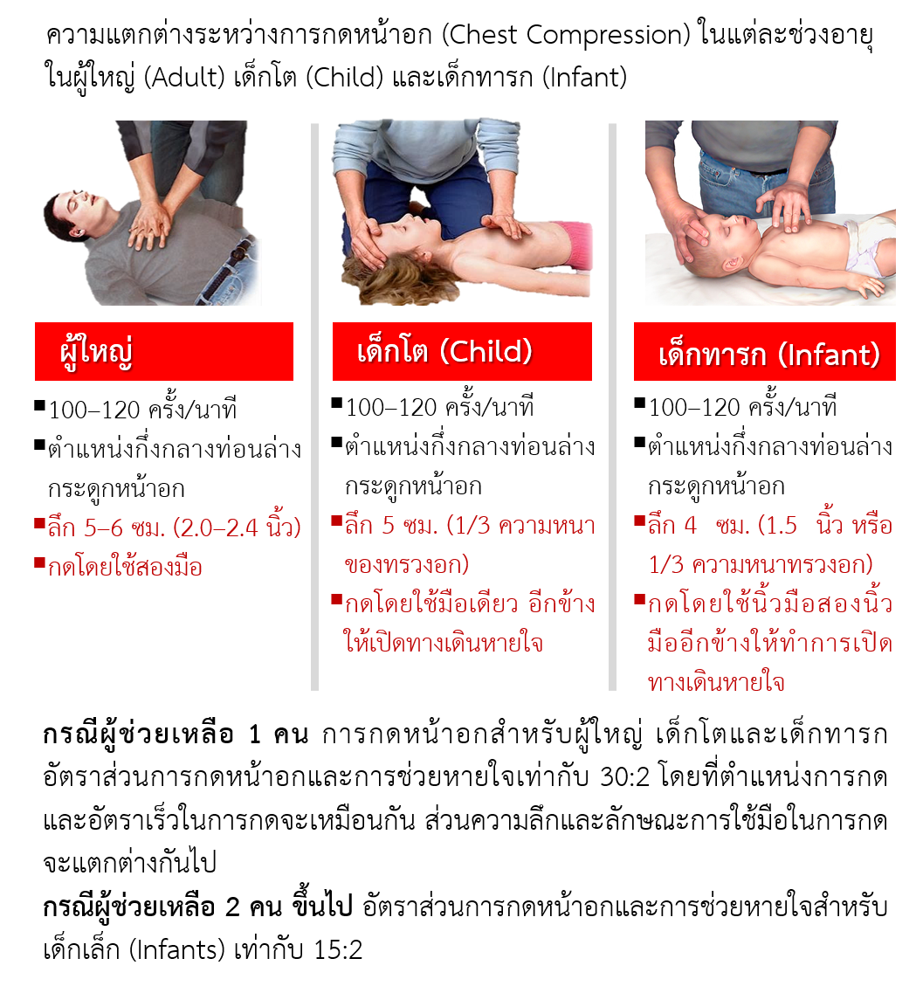 ความแตกต่างระหว่างการกดหน้าอก (Chest Compression) ในแต่ละช่วงอายุ
ในผู้ใหญ่ (Adult) เด็กโต (Child) และเด็กทารก (Infant)
ผู้ใหญ่
▪100–120 ครั้ง/นาที
▪ตำแหน่งกึ่งกลางท่อนล่าง
กระดูกหน้าอก
▪ลึก 5–6 ซม. (2.0–2.4 นิ้ว)
▪กดโดยใช้สองมือ
เด็กโต (Child)
▪100–120 ครั้ง/นาที
▪ตำแหน่งกึ่งกลางท่อนล่าง
กระดูกหน้าอก
▪ลึก 5 ซม. (1/3 ความหนา
ของทรวงอก)
▪กดโดยใช้มือเดียว อีกข้าง
ให้เปิดทางเดินหายใจ
เด็กทารก (Infant)
▪100–120 ครั้ง/นาที
▪ตำแหน่งกึ่งกลางท่อนล่าง
กระดูกหน้าอก
▪ลึก 4 ซม. (1.5 นิ้ว หรือ
1/3 ความหนาทรวงอก)
▪กดโดยใช้นิ้วมือสองนิ้ว
มืออีกข้างให้ทำการเปิด
ทางเดินหายใจ
กรณีผู้ช่วยเหลือ 1 คน การกดหน้าอกสำหรับผู้ใหญ่ เด็กโตและเด็กทารก
อัตราส่วนการกดหน้าอกและการช่วยหายใจเท่ากับ 30:2 โดยที่ตำแหน่งการกด
และอัตราเร็วในการกดจะเหมือนกัน ส่วนความลึกและลักษณะการใช้มือในการกด
จะแตกต่างกันไป
กรณีผู้ช่วยเหลือ 2 คน ขึ้นไป อัตราส่วนการกดหน้าอกและการช่วยหายใจสำหรับ
เด็กเล็ก (Infants) เท่ากับ 15:2